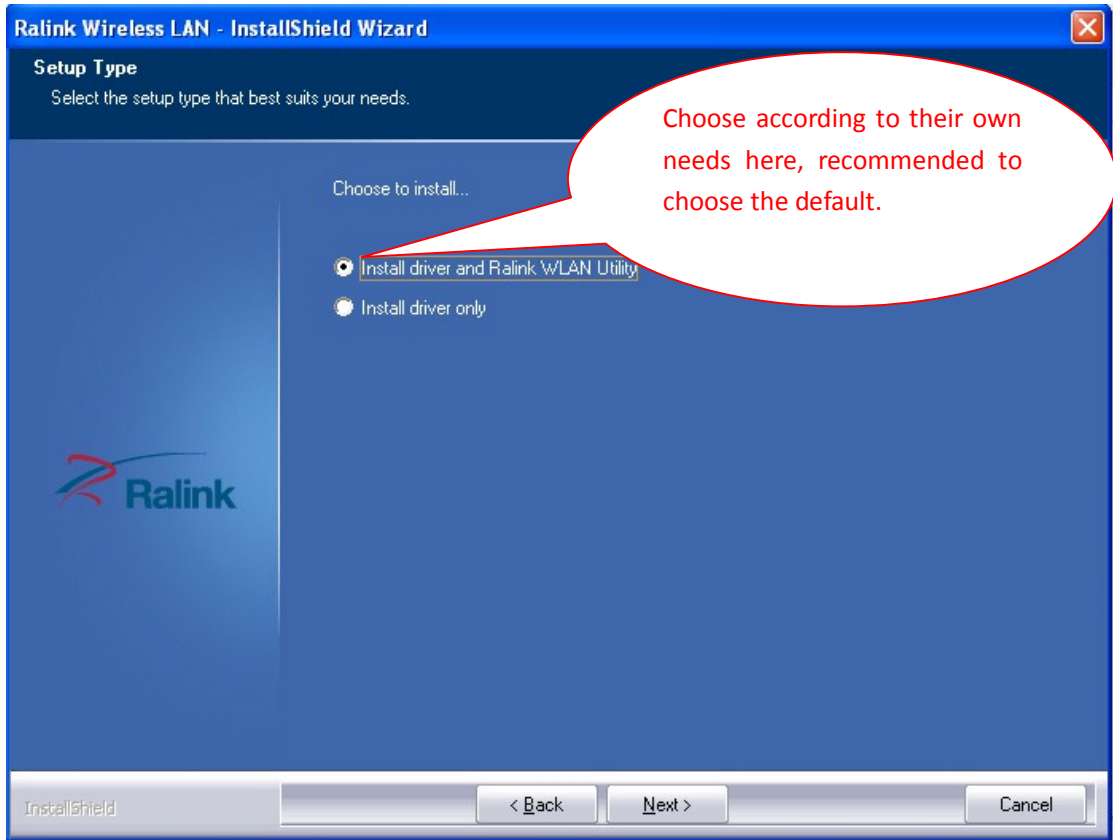 Ralink Wireless LAN - InstallShield Wizard
Setup Type
Select the setup type that best suits your needs.
Choose according to their own
needs here, recommended to
choose the default.
Choose to install...
Install driver and Ralink WLAN Utility
Install driver only
Ralink
InstallShield
< Back
Next >
Cancel